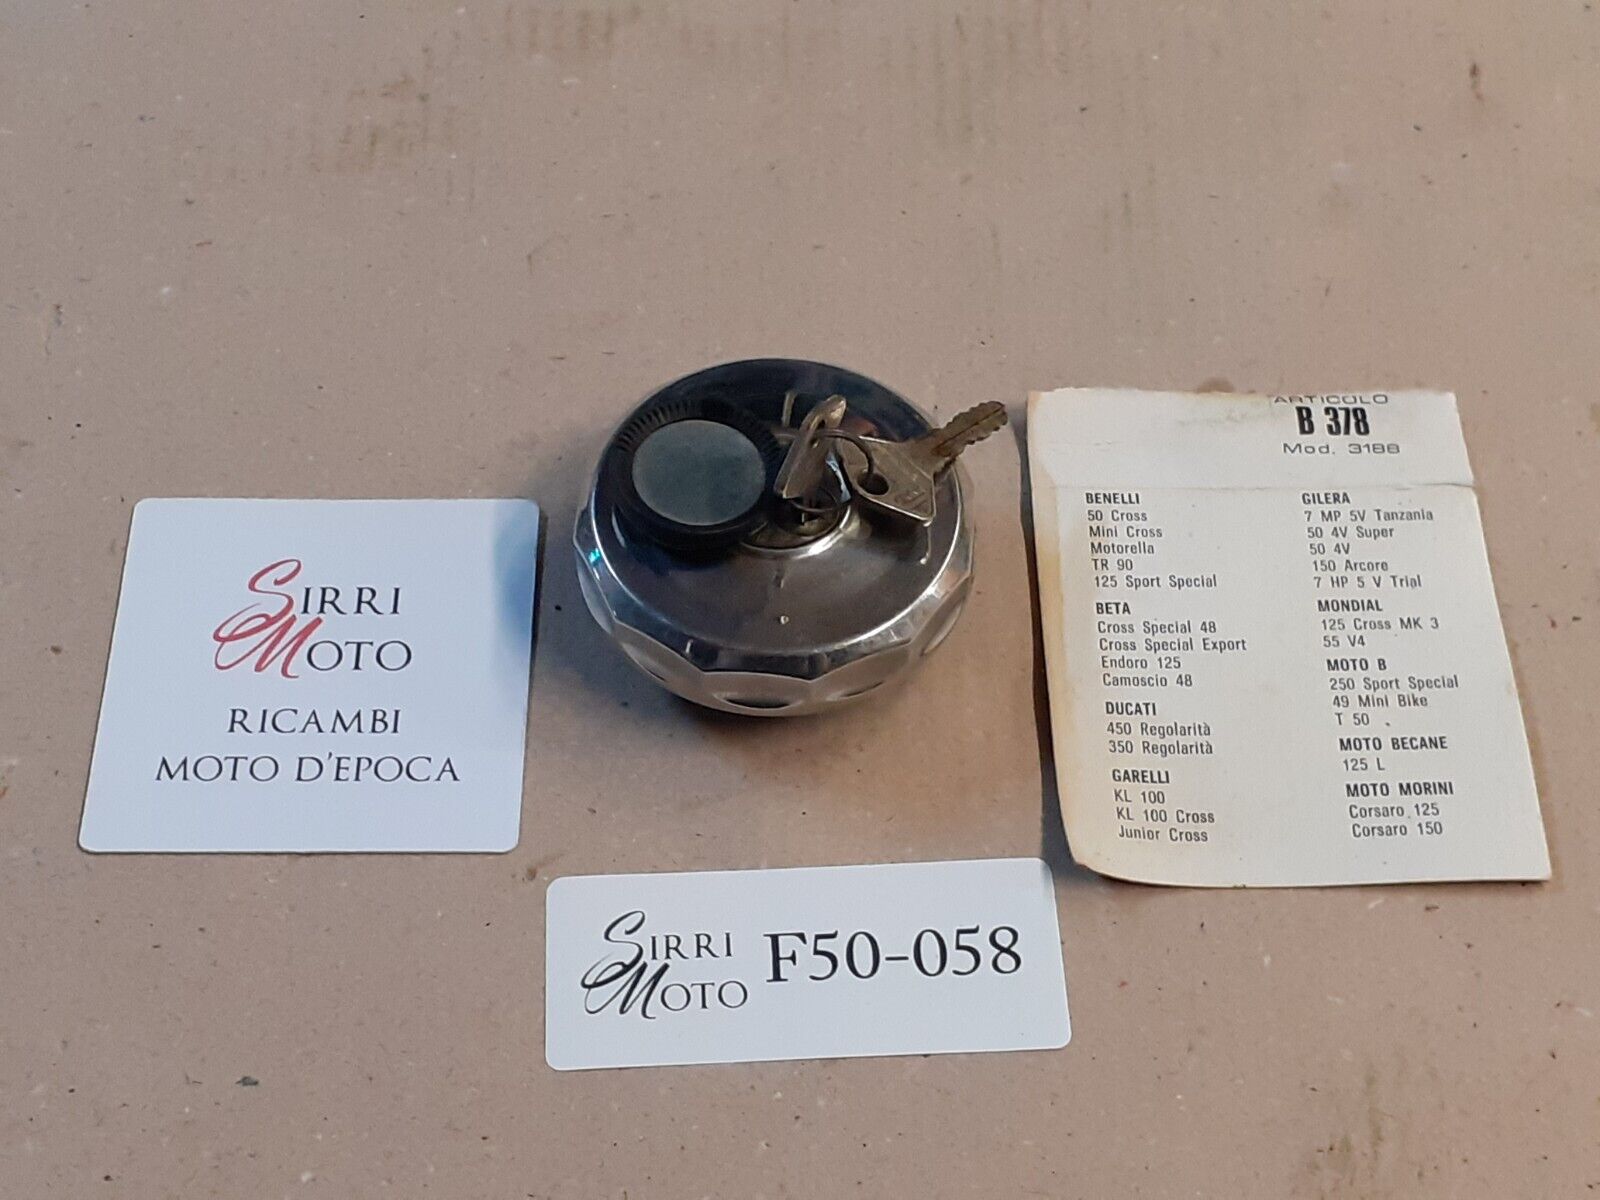 SIRRI
MOTO
RICAMBI
MOTO D'EPOCA
SIRRI
MOTO
F50-058
ARTICOLO
B 378
Mod. 3188
BENELLI
50 Cross
Mini Cross
Motorella
TR 90
125 Sport Special
BETA
Cross Special 48
Cross Special Export
Endoro 125
Camoscio 48
DUCATI
450 Regolarità
350 Regolarità
GARELLI
KL 100
KL 100 Cross
Junior Cross
GILERA
7 MP 5V Tanzania
50 4V Super
50 4V
150 Arcore
7 HP 5 V Trial
MONDIAL
125 Cross MK 3
55 V4
MOTO B
250 Sport Special
49 Mini Bike
T 50
MOTO BECANE
125 L
MOTO MORINI
Corsaro 125
Corsaro 150